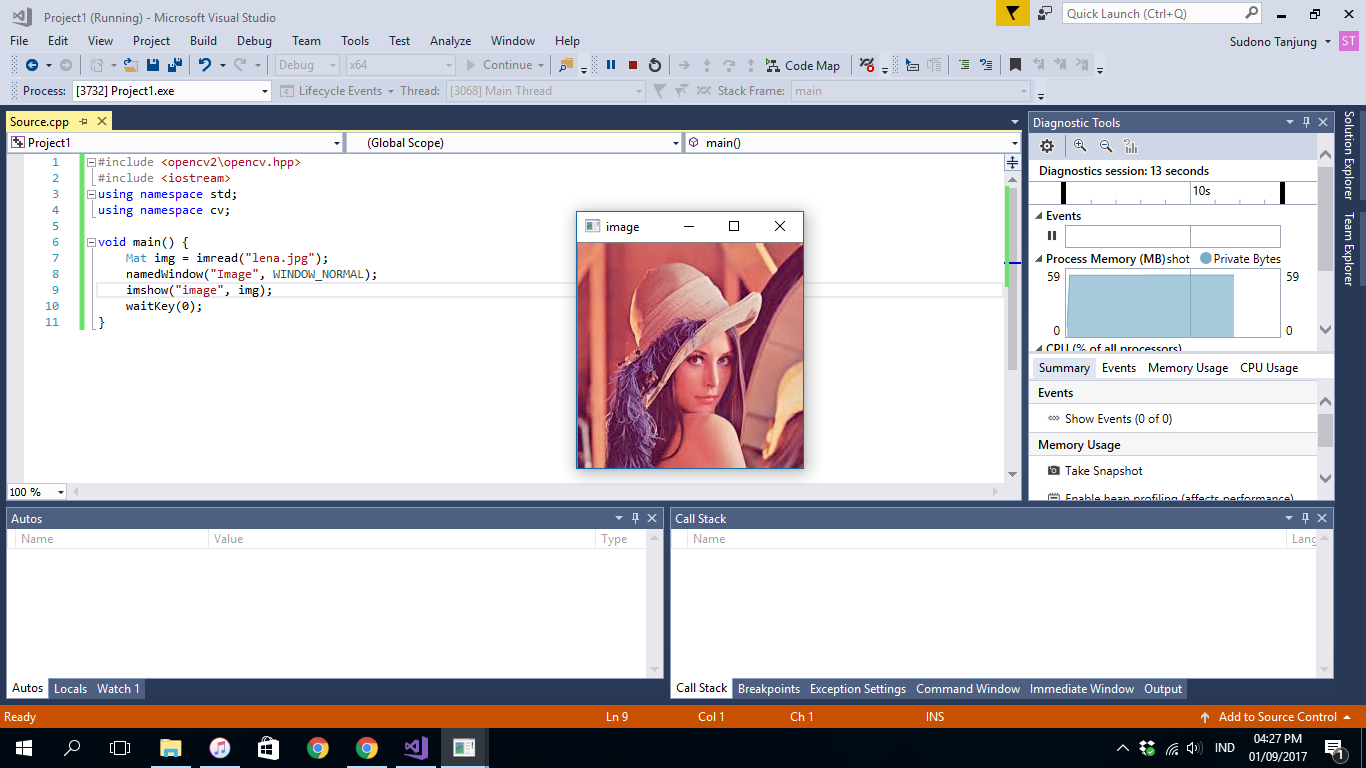 Project1 (Running) - Microsoft Visual Studio
Quick Launch (Ctrl+Q)
File Edit View Project Build Debug Team Tools Test Analyze Window Help
Sudono Tanjung ST
Debug x64 Continue Code Map
Process: [3732] Project1.exe Lifecycle Events Thread: [3068] Main Thread Stack Frame: main
Source.cpp
Project1 (Global Scope) main()
1 #include <opencv2\opencv.hpp>
2 #include <iostream>
3 using namespace std;
4 using namespace cv;
5
6 void main() {
7 Mat img = imread("lena.jpg");
8 namedWindow("Image", WINDOW_NORMAL);
9 imshow("image", img);
10 waitKey(0);
11 }
100 %
image
Diagnostic Tools
Diagnostics session: 13 seconds
10s
Events
Process Memory (MB) shot Private Bytes
59 59
0 0
CPU (% of all processors)
Summary Events Memory Usage CPU Usage
Events
Show Events (0 of 0)
Memory Usage
Take Snapshot
Enable heap profiling (affects performance)
Solution Explorer
Team Explorer
Autos
Name Value Type
Autos Locals Watch 1
Call Stack
Name Lang
Call Stack Breakpoints Exception Settings Command Window Immediate Window Output
Ready Ln 9 Col 1 Ch 1 INS Add to Source Control
IND
04:27 PM
01/09/2017
1